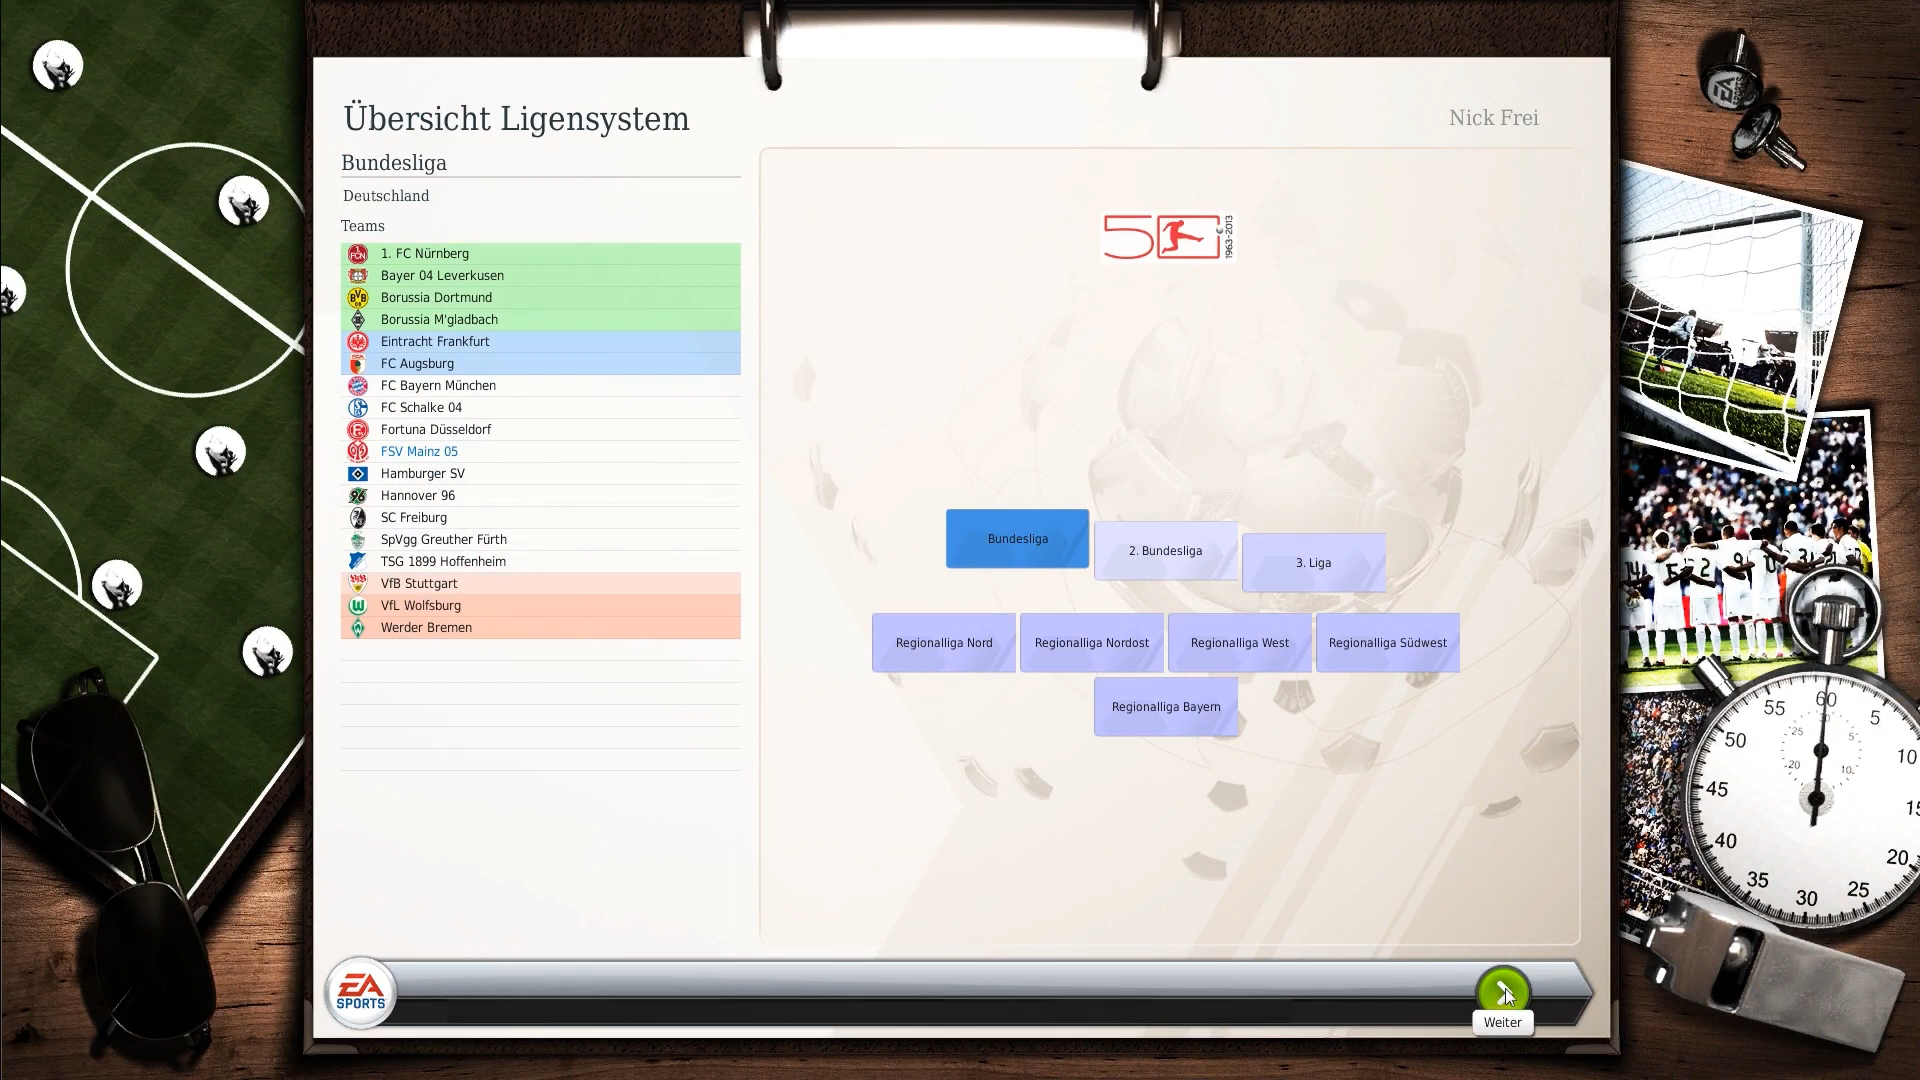 Übersicht Ligensystem
Nick Frei
Bundesliga
Deutschland
Teams
1. FC Nürnberg
Bayer 04 Leverkusen
Borussia Dortmund
Borussia M'gladbach
Eintracht Frankfurt
FC Augsburg
FC Bayern München
FC Schalke 04
Fortuna Düsseldorf
FSV Mainz 05
Hamburger SV
Hannover 96
SC Freiburg
SpVgg Greuther Fürth
TSG 1899 Hoffenheim
VfB Stuttgart
VfL Wolfsburg
Werder Bremen
50
1963-2013
Bundesliga
2. Bundesliga
3. Liga
Regionalliga Nord
Regionalliga Nordost
Regionalliga West
Regionalliga Südwest
Regionalliga Bayern
EA
SPORTS
Weiter
EA
60
55
5
50
10
45
15
40
20
35
25
30